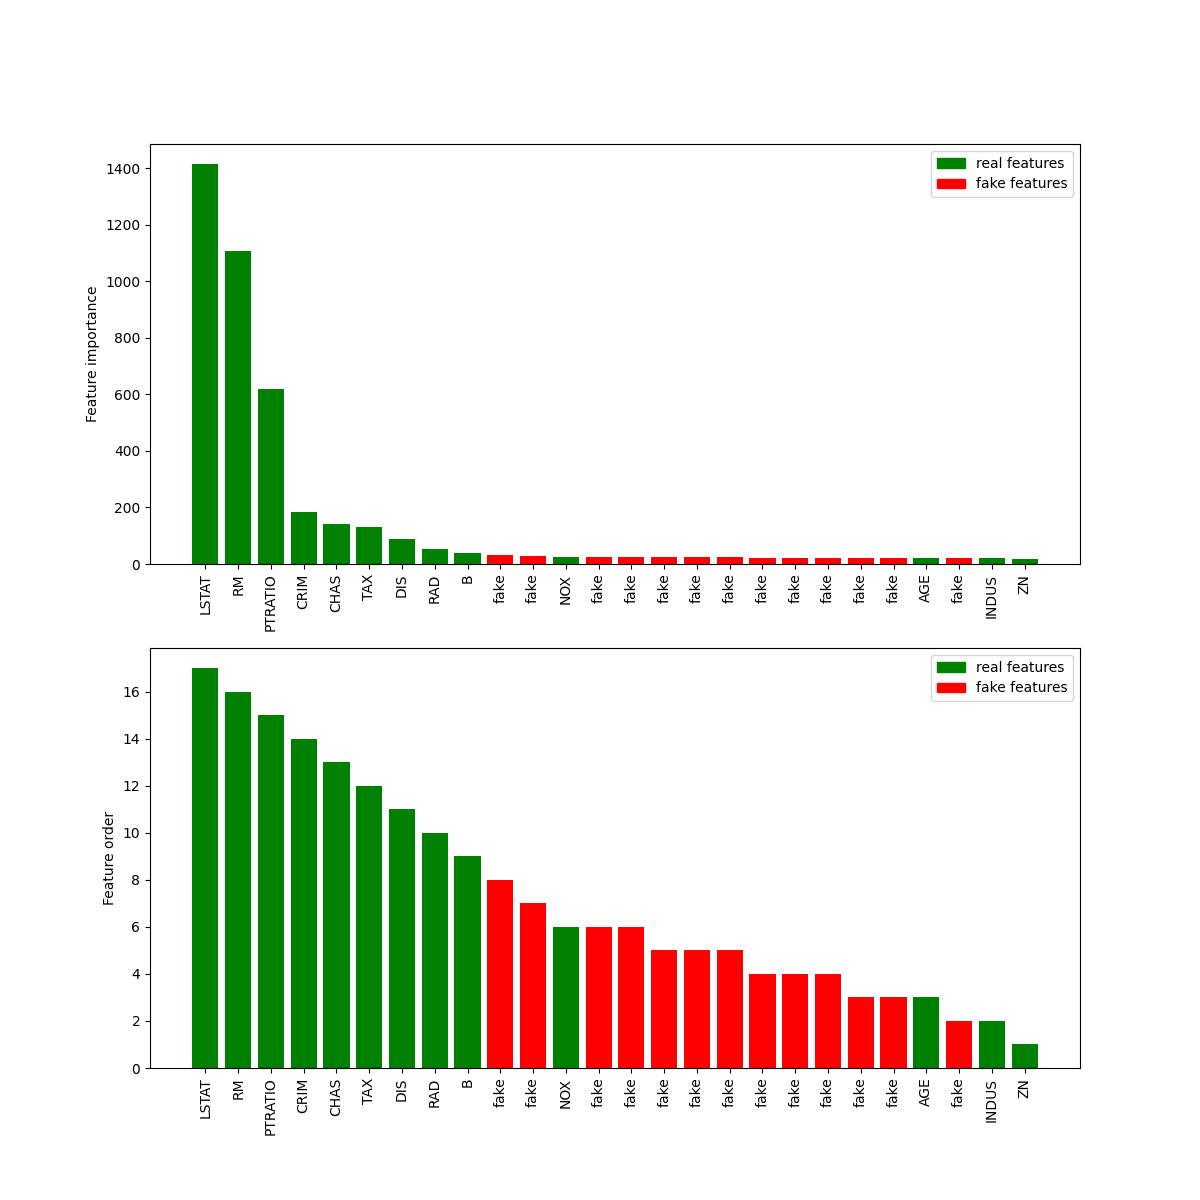 1400
1200
1000
800
600
400
200
0
Feature importance
real features
fake features
LSTAT
RM
PTRATIO
CRIM
CHAS
TAX
DIS
RAD
B
fake
fake
NOX
fake
fake
fake
fake
fake
fake
fake
fake
fake
fake
AGE
fake
INDUS
ZN
16
14
12
10
8
6
4
2
0
Feature order
real features
fake features
LSTAT
RM
PTRATIO
CRIM
CHAS
TAX
DIS
RAD
B
fake
fake
NOX
fake
fake
fake
fake
fake
fake
fake
fake
fake
fake
AGE
fake
INDUS
ZN